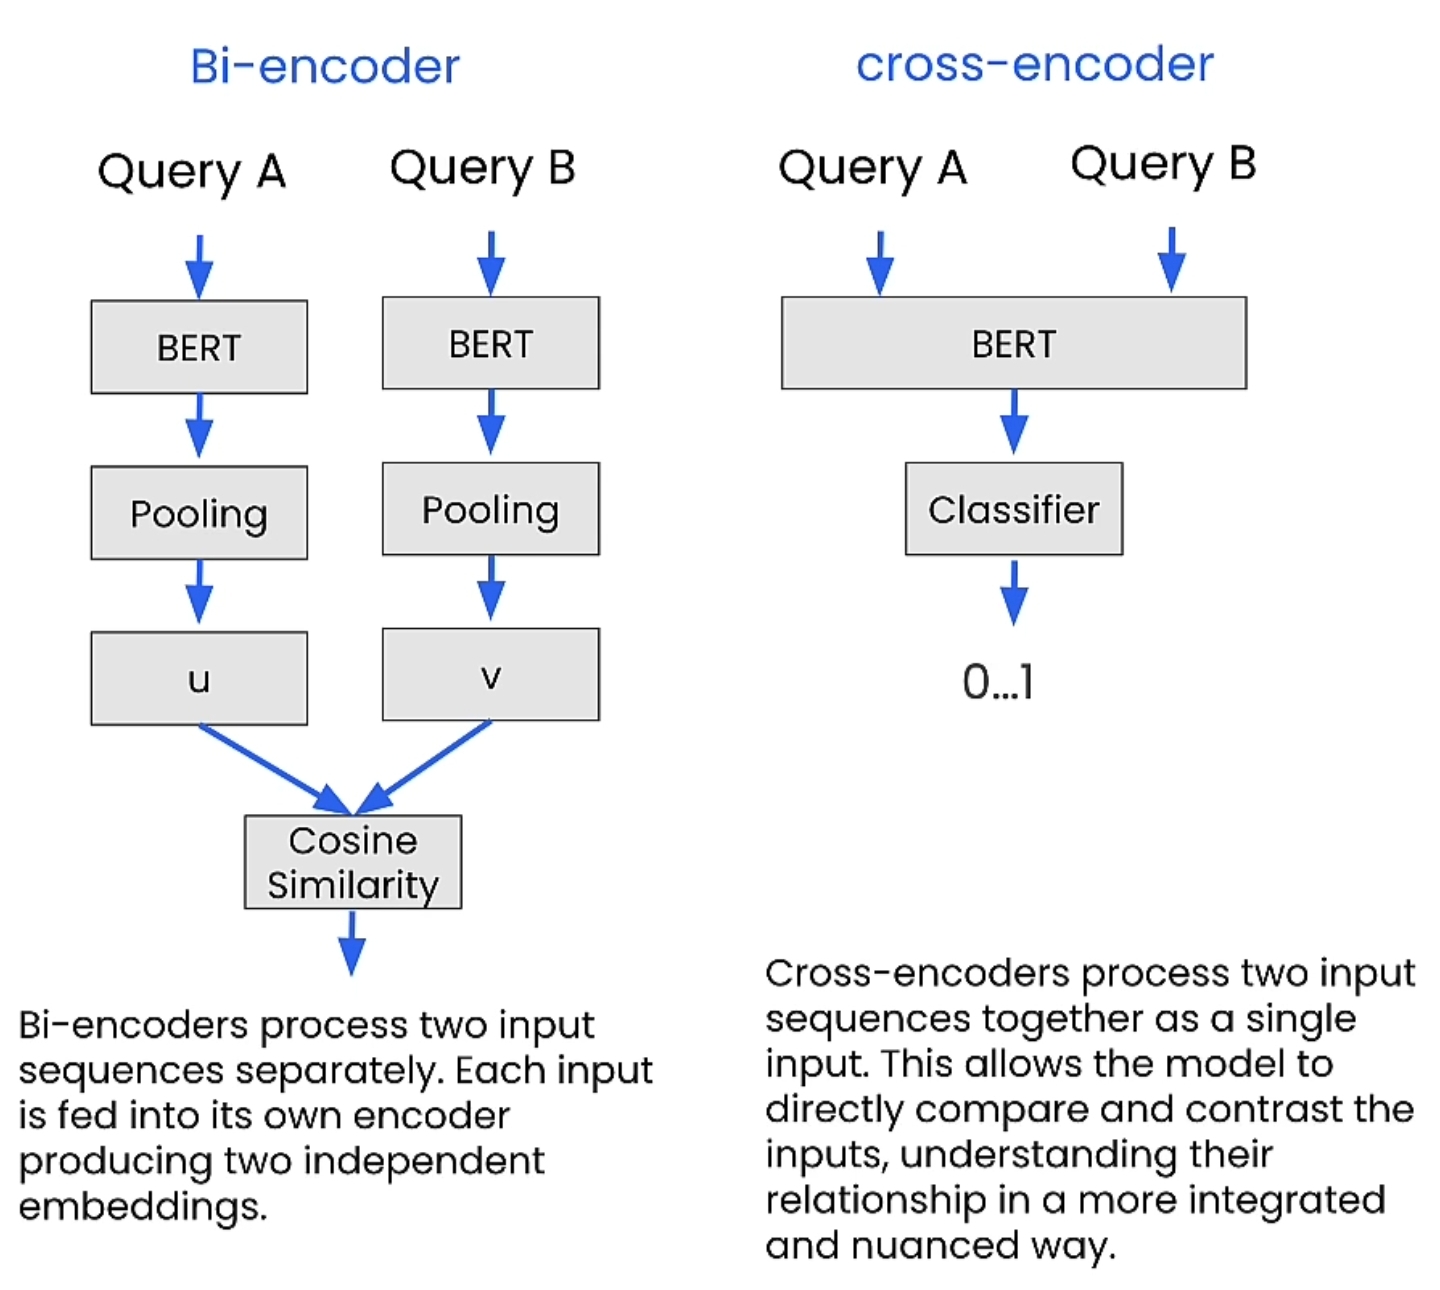 Bi-encoder
Query A
Query B
BERT
BERT
Pooling
Pooling
u
v
Cosine
Similarity
Bi-encoders process two input
sequences separately. Each input
is fed into its own encoder
producing two independent
embeddings.
cross-encoder
Query A
Query B
BERT
Classifier
0...1
Cross-encoders process two input
sequences together as a single
input. This allows the model to
directly compare and contrast the
inputs, understanding their
relationship in a more integrated
and nuanced way.